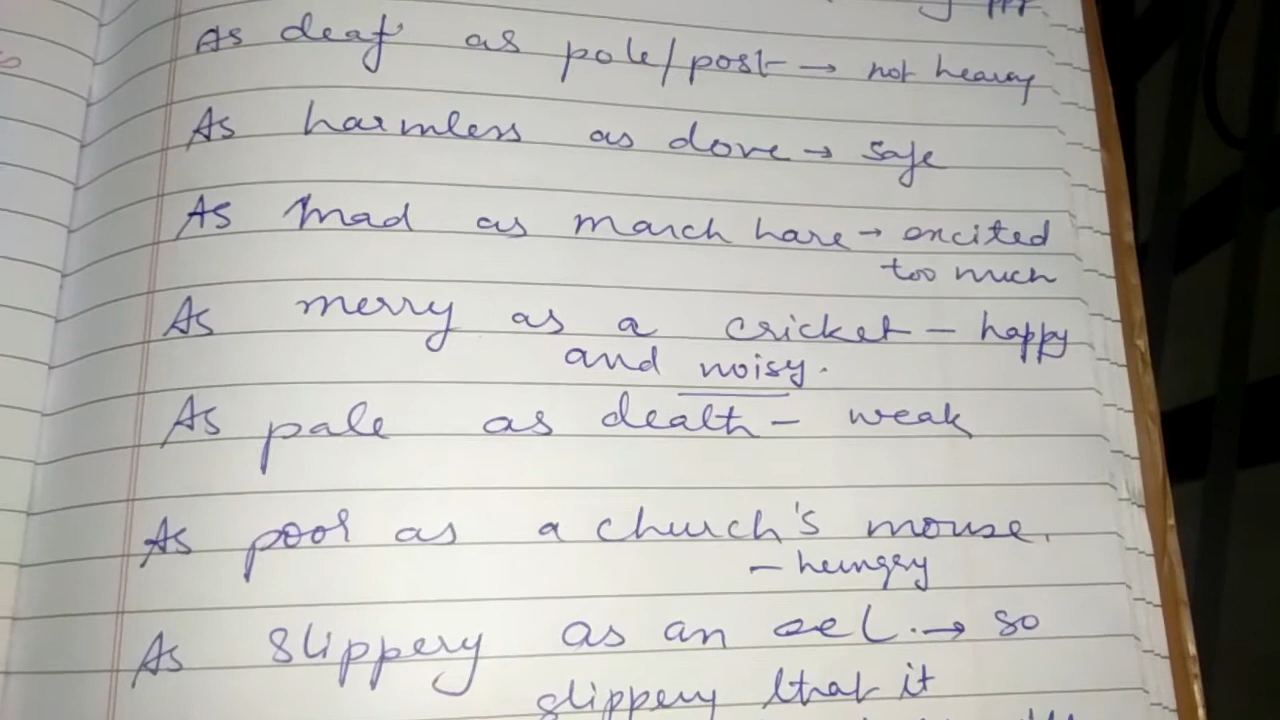 As deaf as pole/post → not hearing
As harmless as dove → safe
As mad as march hare → excited
too much
As merry as a cricket – happy
and noisy.
As pale as death – weak
As poor as a church's mouse.
– hungry
As slippery as an eel. → so
slippery that it